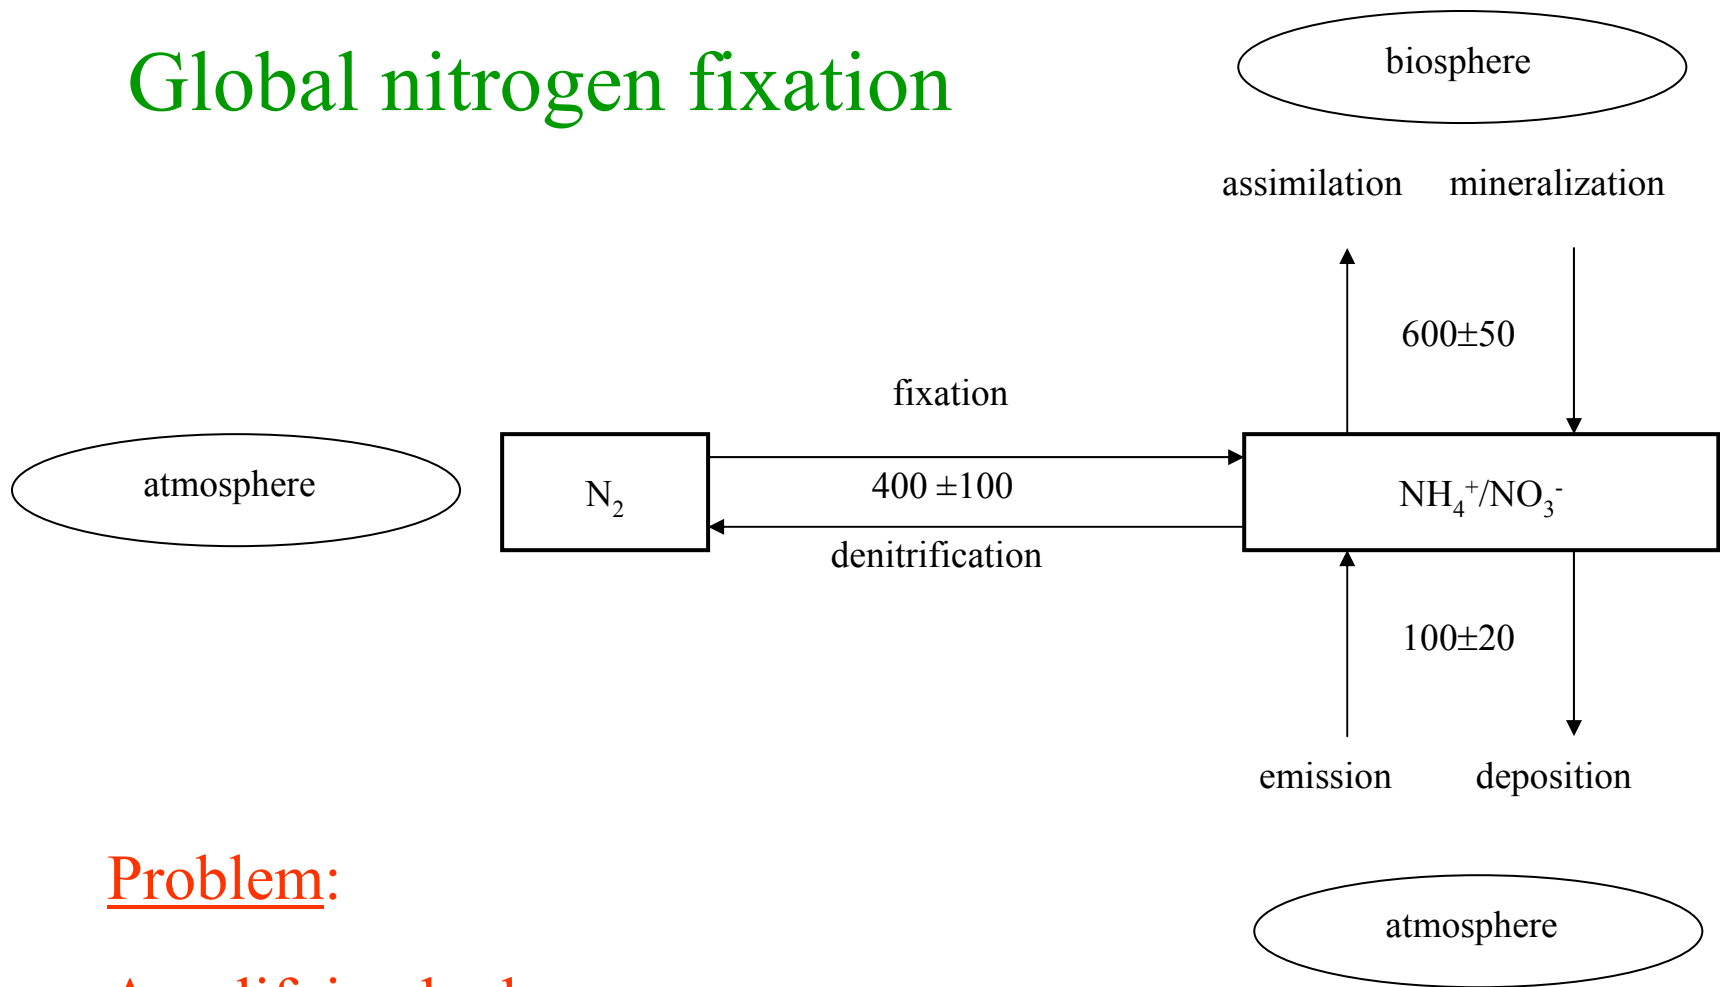 Global nitrogen fixation
biosphere
assimilation mineralization
600±50
fixation
atmosphere
N₂
400 ±100
NH₄⁺/NO₃⁻
denitrification
100±20
emission deposition
Problem:
atmosphere